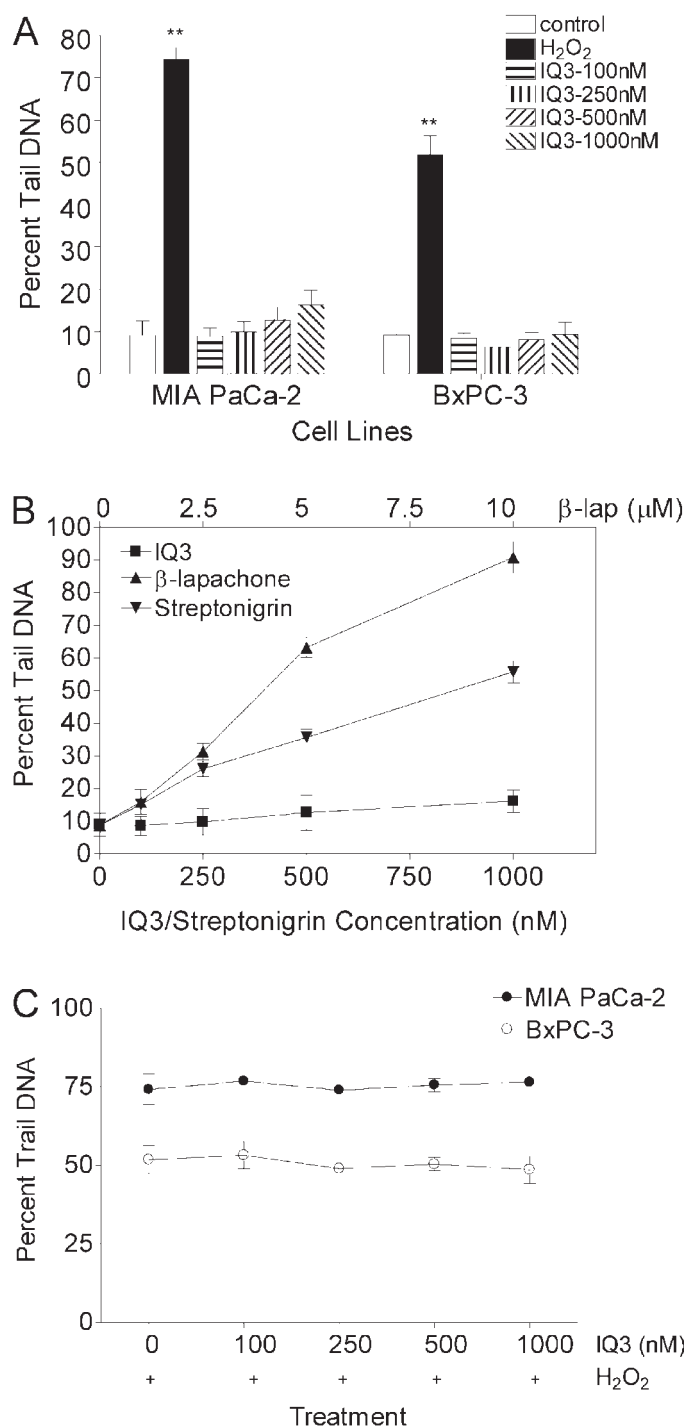 A
control
H2O2
IQ3-100nM
IQ3-250nM
IQ3-500nM
IQ3-1000nM
80
70
60
50
40
30
20
10
0
**
**
Percent Tail DNA
MIA PaCa-2 BxPC-3
Cell Lines
B
0 2.5 5 7.5 10 β-lap (μM)
100
90
80
70
60
50
40
30
20
10
0
IQ3
β-lapachone
Streptonigrin
Percent Tail DNA
0 250 500 750 1000
IQ3/Streptonigrin Concentration (nM)
C
MIA PaCa-2
BxPC-3
100
75
50
25
0
Percent Trail DNA
0 100 250 500 1000 IQ3 (nM)
+ + + + + H2O2
Treatment